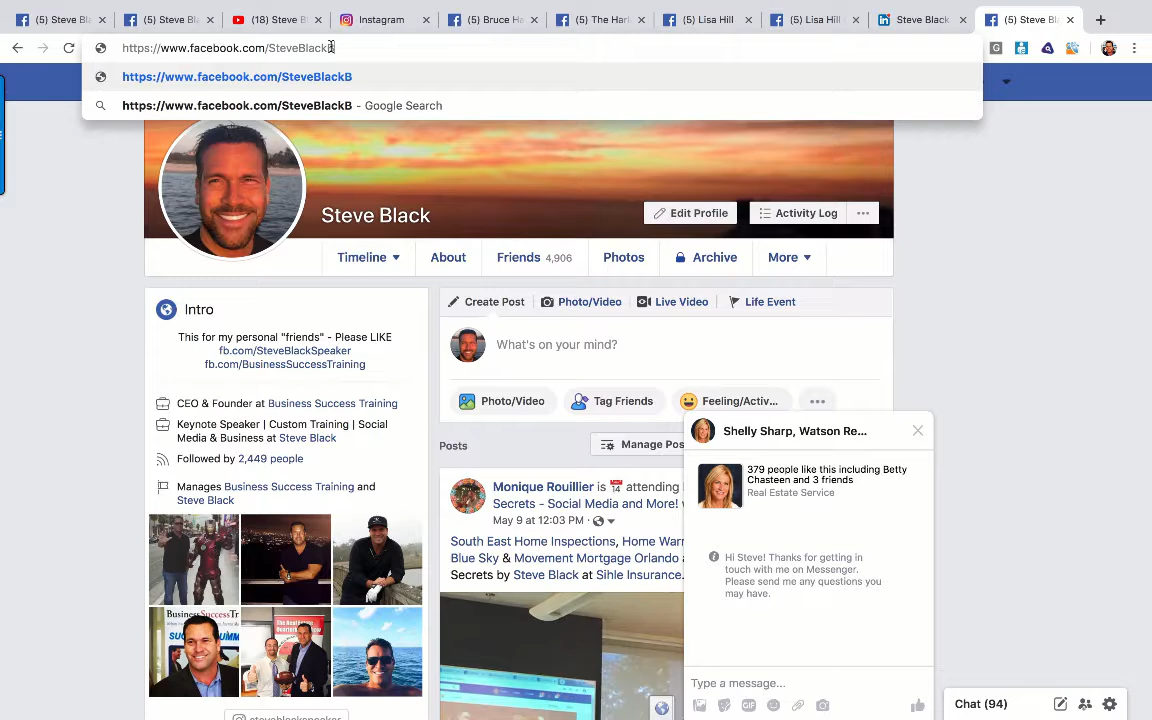 (5) Steve Bl
(5) Steve Bl
(18) Steve B
Instagram
(5) Bruce Ha
(5) The Harl
(5) Lisa Hill
(5) Lisa Hill
Steve Black
(5) Steve Bl
https://www.facebook.com/SteveBlackB
https://www.facebook.com/SteveBlackB
https://www.facebook.com/SteveBlackB - Google Search
Steve Black
Edit Profile
Activity Log
Timeline
About
Friends 4,906
Photos
Archive
More
Intro
This for my personal "friends" - Please LIKE
fb.com/SteveBlackSpeaker
fb.com/BusinessSuccessTraining
CEO & Founder at Business Success Training
Keynote Speaker | Custom Training | Social
Media & Business at Steve Black
Followed by 2,449 people
Manages Business Success Training and
Steve Black
Create Post
Photo/Video
Live Video
Life Event
What's on your mind?
Photo/Video
Tag Friends
Feeling/Activ...
Posts
Manage Pos
Monique Rouillier is 📅 attending
Secrets - Social Media and More!
May 9 at 12:03 PM
South East Home Inspections, Home Warr
Blue Sky & Movement Mortgage Orlando
Secrets by Steve Black at Sihle Insurance.
Shelly Sharp, Watson Re...
379 people like this including Betty
Chasteen and 3 friends
Real Estate Service
Hi Steve! Thanks for getting in
touch with me on Messenger.
Please send me any questions you
may have.
Type a message...
GIF
Chat (94)
steveblackspeaker